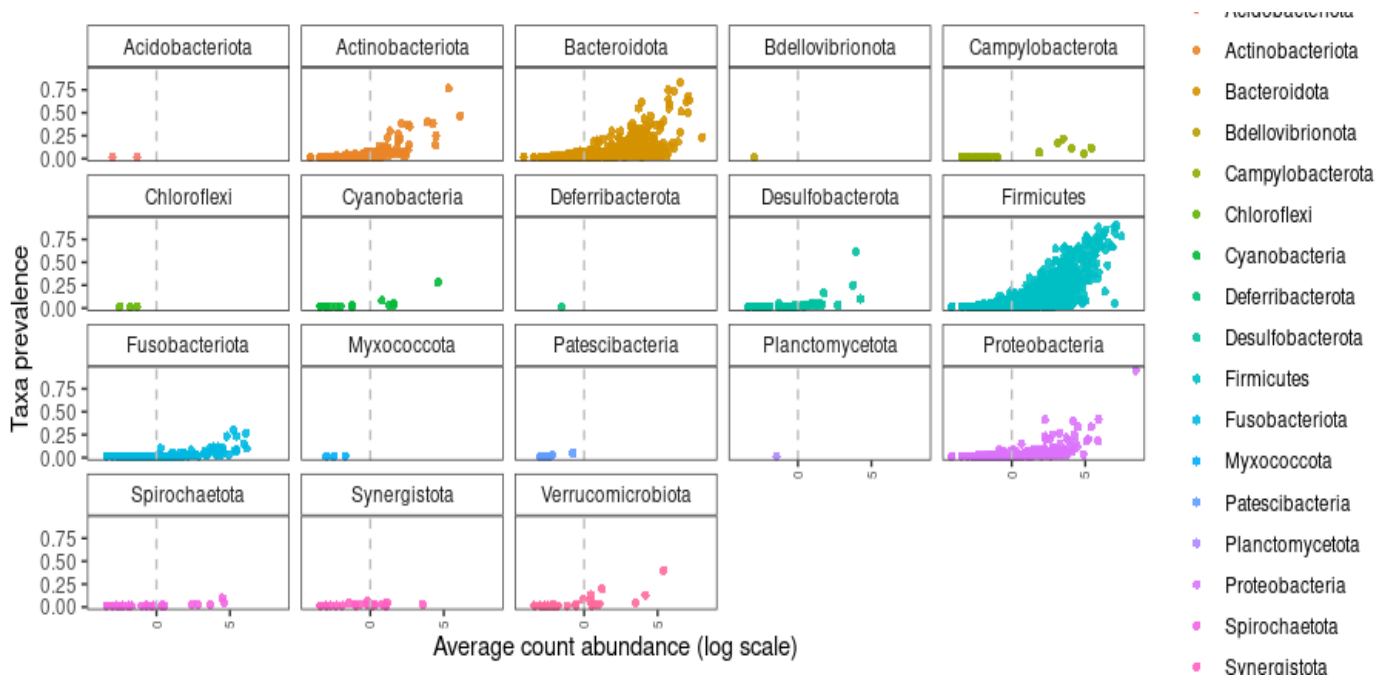 Acidobacteriota Actinobacteriota Bacteroidota Bdellovibrionota Campylobacterota
0.75
0.50
0.25
0.00
Chloroflexi Cyanobacteria Deferribacterota Desulfobacterota Firmicutes
0.75
0.50
0.25
0.00
Fusobacteriota Myxococcota Patescibacteria Planctomycetota Proteobacteria
0.75
0.50
0.25
0.00
0 5 0 5
Spirochaetota Synergistota Verrucomicrobiota
0.75
0.50
0.25
0.00
0 5 0 5 0 5
Taxa prevalence
Average count abundance (log scale)
Acidobacteriota
Actinobacteriota
Bacteroidota
Bdellovibrionota
Campylobacterota
Chloroflexi
Cyanobacteria
Deferribacterota
Desulfobacterota
Firmicutes
Fusobacteriota
Myxococcota
Patescibacteria
Planctomycetota
Proteobacteria
Spirochaetota
Synergistota